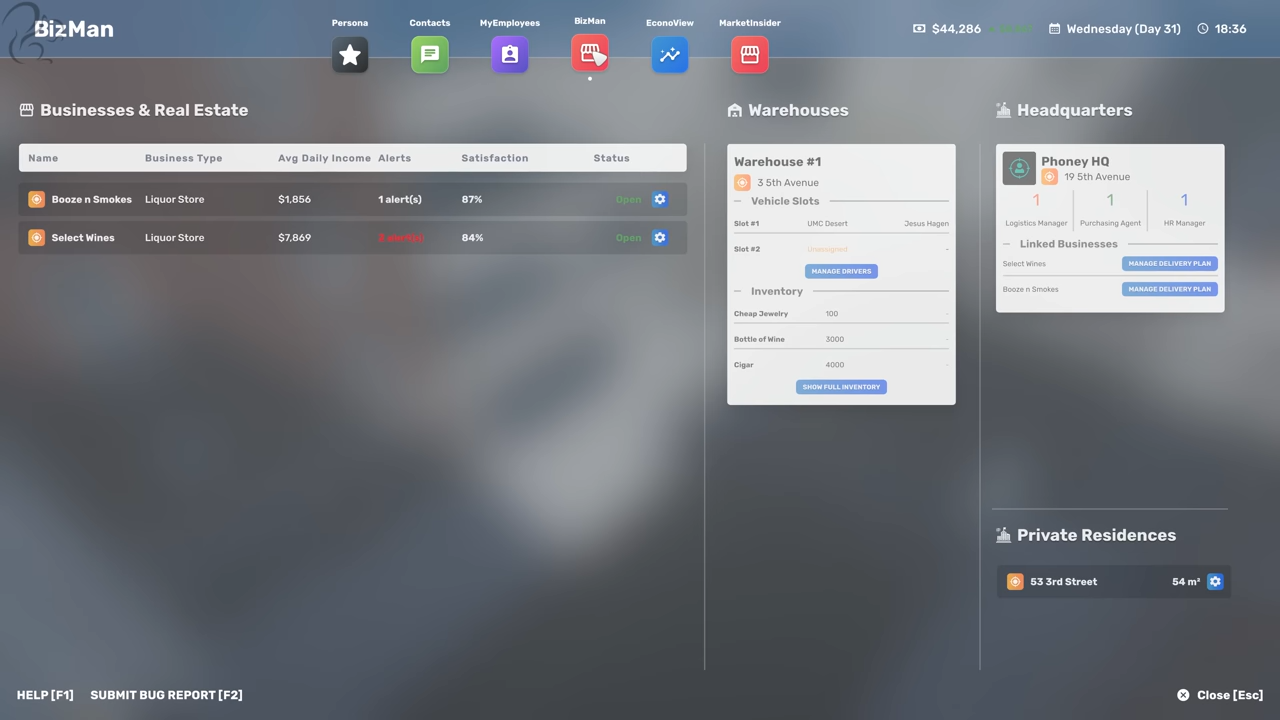 BizMan
Persona
Contacts
MyEmployees
BizMan
EconoView
MarketInsider
$44,286
Wednesday (Day 31)
18:36
Businesses & Real Estate
Name Business Type Avg Daily Income Alerts Satisfaction Status
Booze n Smokes Liquor Store $1,856 1 alert(s) 87% Open
Select Wines Liquor Store $7,869 alert(s) 84% Open
Warehouses
Warehouse #1
3 5th Avenue
Vehicle Slots
Slot #1 UMC Desert Jesus Hagen
Slot #2 Unassigned -
MANAGE DRIVERS
Inventory
Cheap Jewelry 100 -
Bottle of Wine 3000 -
Cigar 4000 -
SHOW FULL INVENTORY
Headquarters
Phoney HQ
19 5th Avenue
1 1 1
Logistics Manager Purchasing Agent HR Manager
Linked Businesses
Select Wines MANAGE DELIVERY PLAN
Booze n Smokes MANAGE DELIVERY PLAN
Private Residences
53 3rd Street 54 m²
HELP [F1] SUBMIT BUG REPORT [F2]
Close [Esc]